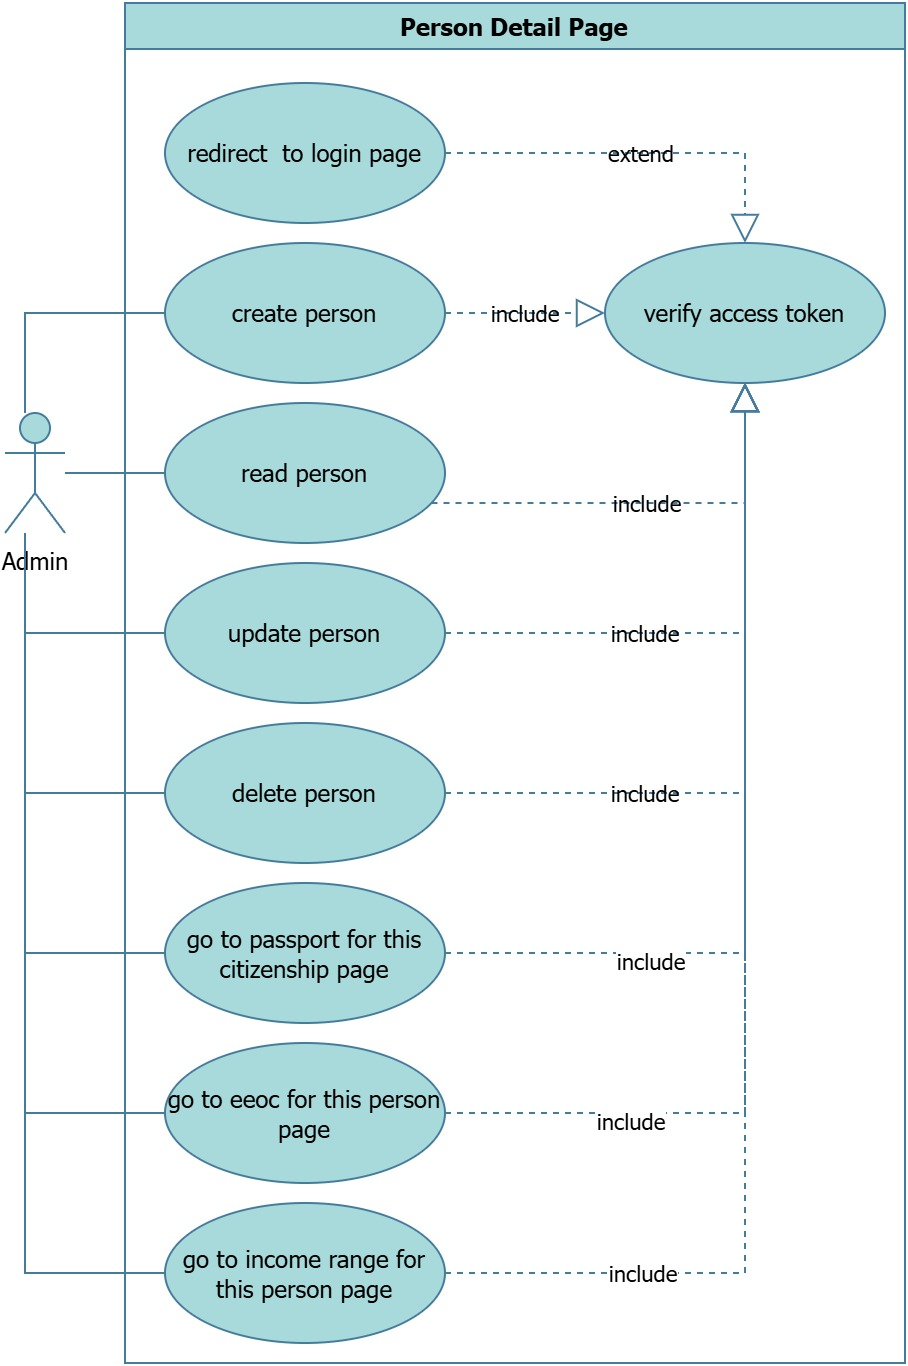 Person Detail Page
redirect  to login page
extend
create person
include
verify access token
read person
include
Admin
update person
include
delete person
include
go to passport for this
citizenship page
include
go to eeoc for this person
page
include
go to income range for
this person page
include